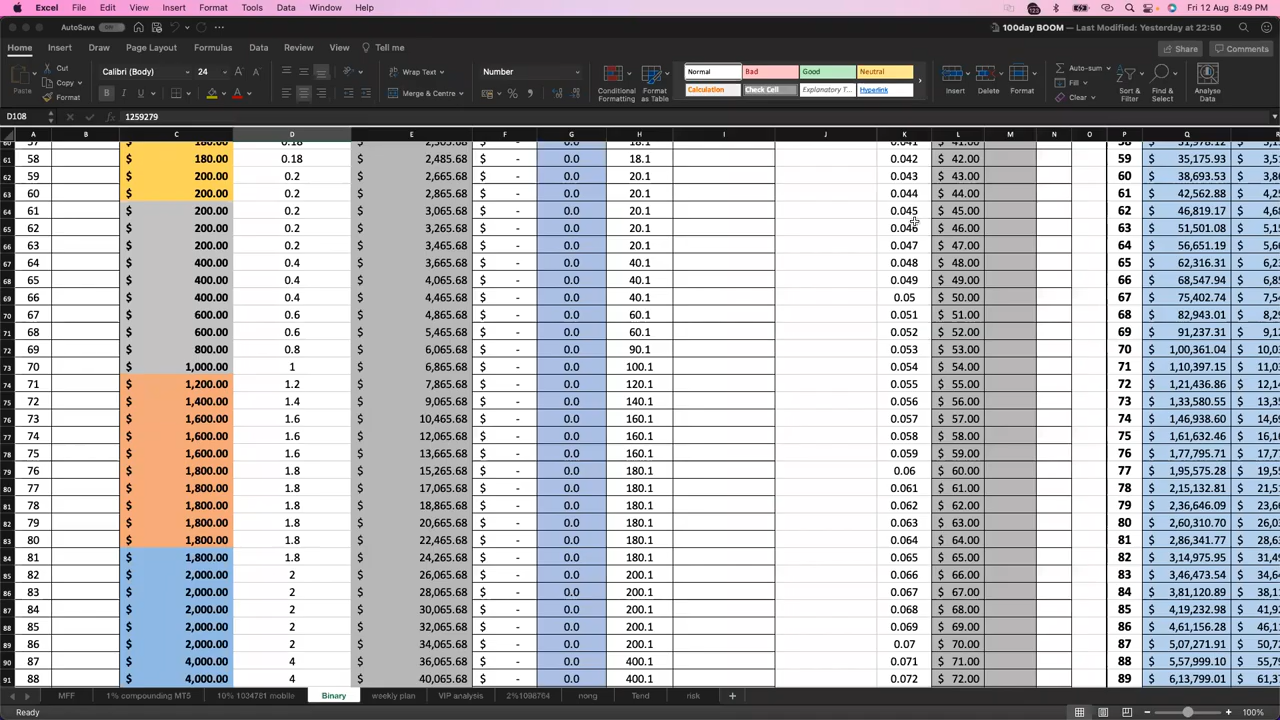 Excel File Edit View Insert Format Tools Data Window Help Fri 12 Aug 8:49 PM
AutoSave 100day BOOM — Last Modified: Yesterday at 22:50
Home Insert Draw Page Layout Formulas Data Review View Tell me Share Comments
Paste Cut Copy Format Calibri (Body) 24 Wrap Text Merge & Centre Number Conditional Formatting Format as Table Normal Bad Good Neutral Calculation Check Cell Explanatory T... Hyperlink Insert Delete Format Auto-sum Fill Clear Sort & Filter Find & Select Analyse Data
D108 fx 1259279
A B C D E F G H I J K L M N O P Q
61 58 $ 180.00 0.18 $ 2,485.68 $ - 0.0 18.1 0.042 $ 42.00 59 $ 35,175.93 $
62 59 $ 200.00 0.2 $ 2,665.68 $ - 0.0 20.1 0.043 $ 43.00 60 $ 38,693.53 $
63 60 $ 200.00 0.2 $ 2,865.68 $ - 0.0 20.1 0.044 $ 44.00 61 $ 42,562.88 $
64 61 $ 200.00 0.2 $ 3,065.68 $ - 0.0 20.1 0.045 $ 45.00 62 $ 46,819.17 $
65 62 $ 200.00 0.2 $ 3,265.68 $ - 0.0 20.1 0.046 $ 46.00 63 $ 51,501.08 $
66 63 $ 200.00 0.2 $ 3,465.68 $ - 0.0 20.1 0.047 $ 47.00 64 $ 56,651.19 $
67 64 $ 400.00 0.4 $ 3,665.68 $ - 0.0 40.1 0.048 $ 48.00 65 $ 62,316.31 $
68 65 $ 400.00 0.4 $ 4,065.68 $ - 0.0 40.1 0.049 $ 49.00 66 $ 68,547.94 $
69 66 $ 400.00 0.4 $ 4,465.68 $ - 0.0 40.1 0.05 $ 50.00 67 $ 75,402.74 $
70 67 $ 600.00 0.6 $ 4,865.68 $ - 0.0 60.1 0.051 $ 51.00 68 $ 82,943.01 $
71 68 $ 600.00 0.6 $ 5,465.68 $ - 0.0 60.1 0.052 $ 52.00 69 $ 91,237.31 $
72 69 $ 800.00 0.8 $ 6,065.68 $ - 0.0 90.1 0.053 $ 53.00 70 $ 1,00,361.04 $
73 70 $ 1,000.00 1 $ 6,865.68 $ - 0.0 100.1 0.054 $ 54.00 71 $ 1,10,397.15 $
74 71 $ 1,200.00 1.2 $ 7,865.68 $ - 0.0 120.1 0.055 $ 55.00 72 $ 1,21,436.86 $
75 72 $ 1,400.00 1.4 $ 9,065.68 $ - 0.0 140.1 0.056 $ 56.00 73 $ 1,33,580.55 $
76 73 $ 1,600.00 1.6 $ 10,465.68 $ - 0.0 160.1 0.057 $ 57.00 74 $ 1,46,938.60 $
77 74 $ 1,600.00 1.6 $ 12,065.68 $ - 0.0 160.1 0.058 $ 58.00 75 $ 1,61,632.46 $
78 75 $ 1,600.00 1.6 $ 13,665.68 $ - 0.0 160.1 0.059 $ 59.00 76 $ 1,77,795.71 $
79 76 $ 1,800.00 1.8 $ 15,265.68 $ - 0.0 180.1 0.06 $ 60.00 77 $ 1,95,575.28 $
80 77 $ 1,800.00 1.8 $ 17,065.68 $ - 0.0 180.1 0.061 $ 61.00 78 $ 2,15,132.81 $
81 78 $ 1,800.00 1.8 $ 18,865.68 $ - 0.0 180.1 0.062 $ 62.00 79 $ 2,36,646.09 $
82 79 $ 1,800.00 1.8 $ 20,665.68 $ - 0.0 180.1 0.063 $ 63.00 80 $ 2,60,310.70 $
83 80 $ 1,800.00 1.8 $ 22,465.68 $ - 0.0 180.1 0.064 $ 64.00 81 $ 2,86,341.77 $
84 81 $ 1,800.00 1.8 $ 24,265.68 $ - 0.0 180.1 0.065 $ 65.00 82 $ 3,14,975.95 $
85 82 $ 2,000.00 2 $ 26,065.68 $ - 0.0 200.1 0.066 $ 66.00 83 $ 3,46,473.54 $
86 83 $ 2,000.00 2 $ 28,065.68 $ - 0.0 200.1 0.067 $ 67.00 84 $ 3,81,120.89 $
87 84 $ 2,000.00 2 $ 30,065.68 $ - 0.0 200.1 0.068 $ 68.00 85 $ 4,19,232.98 $
88 85 $ 2,000.00 2 $ 32,065.68 $ - 0.0 200.1 0.069 $ 69.00 86 $ 4,61,156.28 $
89 86 $ 2,000.00 2 $ 34,065.68 $ - 0.0 200.1 0.07 $ 70.00 87 $ 5,07,271.91 $
90 87 $ 4,000.00 4 $ 36,065.68 $ - 0.0 400.1 0.071 $ 71.00 88 $ 5,57,999.10 $
91 88 $ 4,000.00 4 $ 40,065.68 $ - 0.0 400.1 0.072 $ 72.00 89 $ 6,13,799.01 $
MFF 1% compounding MT5 10% 1034781 mobile Binary weekly plan VIP analysis 2%1098764 nong Tend risk +
Ready 100%